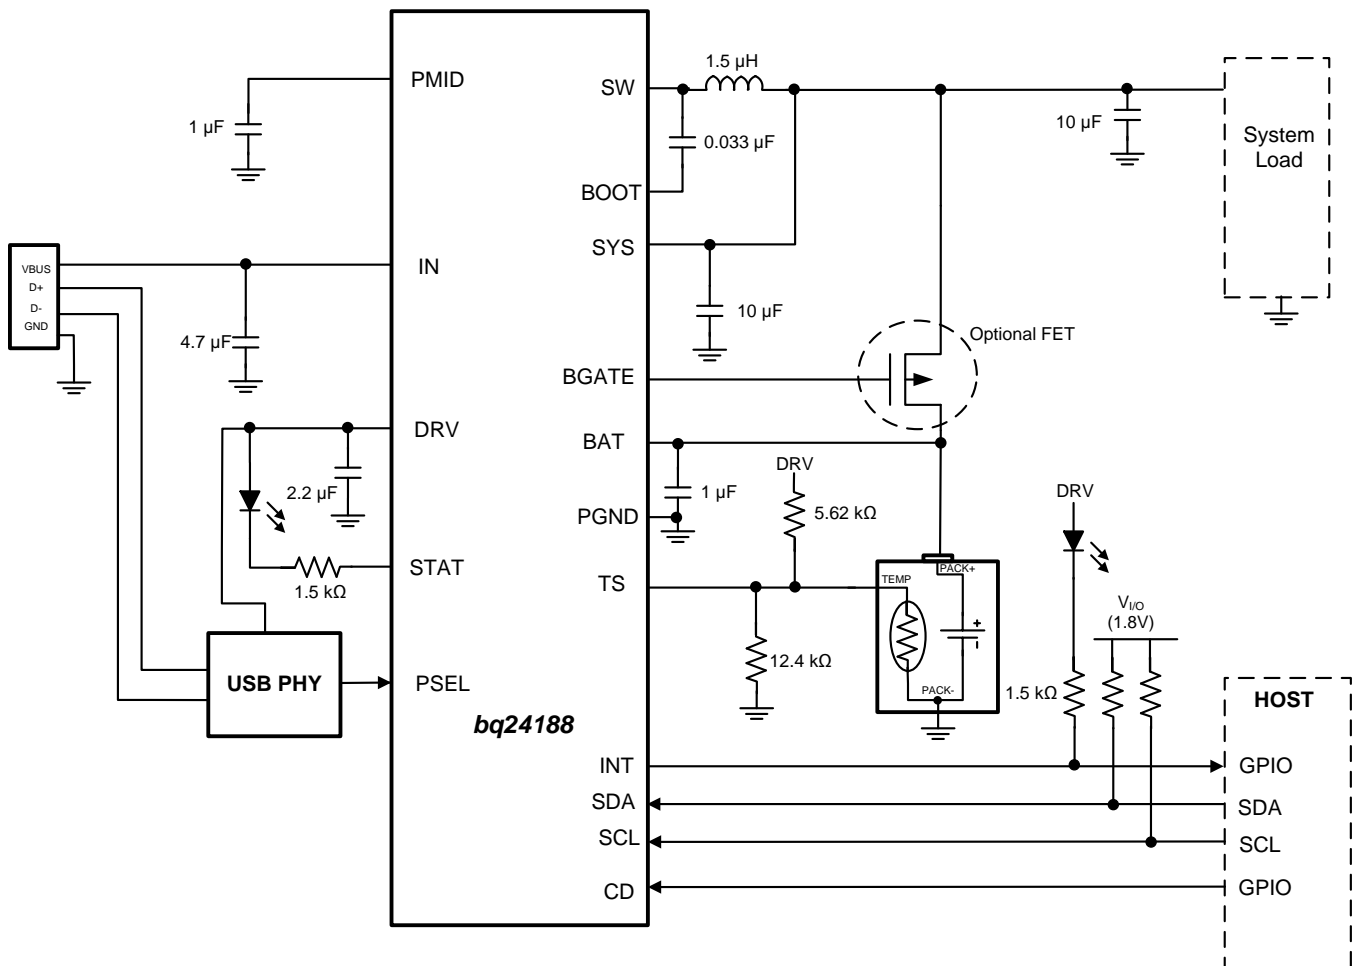 1.5 µH
PMID
SW
1 µF
10 µF
System
Load
0.033 µF
BOOT
SYS
VBUS
D+
D-
GND
IN
10 µF
4.7 µF
Optional FET
BGATE
DRV
BAT
DRV
2.2 µF
1 µF
DRV
PGND
5.62 kΩ
STAT
TS
TEMP
PACK+
1.5 kΩ
VI/O
(1.8V)
+
-
12.4 kΩ
USB PHY
PSEL
PACK-
1.5 kΩ
HOST
bq24188
INT
GPIO
SDA
SDA
SCL
SCL
CD
GPIO